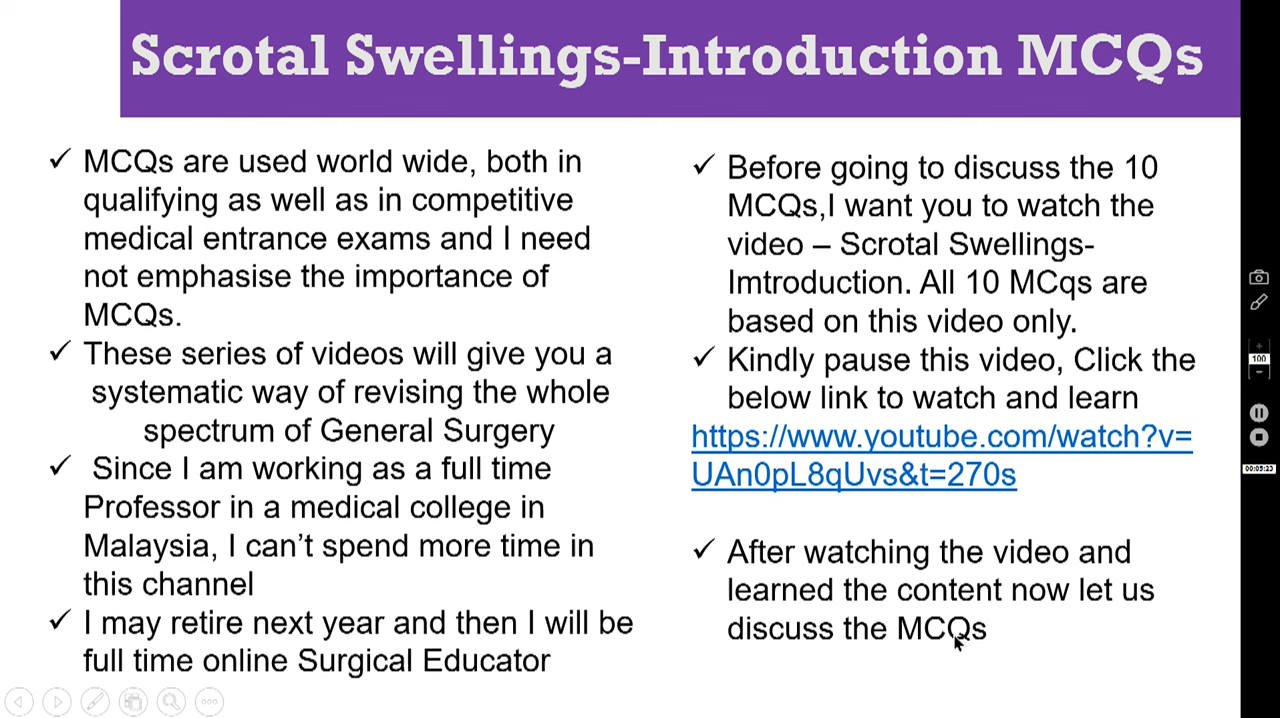 Scrotal Swellings-Introduction MCQs
✓ MCQs are used world wide, both in
qualifying as well as in competitive
medical entrance exams and I need
not emphasise the importance of
MCQs.
✓ These series of videos will give you a
systematic way of revising the whole
spectrum of General Surgery
✓ Since I am working as a full time
Professor in a medical college in
Malaysia, I can’t spend more time in
this channel
✓ I may retire next year and then I will be
full time online Surgical Educator
✓ Before going to discuss the 10
MCQs,I want you to watch the
video – Scrotal Swellings-
Imtroduction. All 10 MCqs are
based on this video only.
✓ Kindly pause this video, Click the
below link to watch and learn
https://www.youtube.com/watch?v=
UAn0pL8qUvs&t=270s
✓ After watching the video and
learned the content now let us
discuss the MCQs
100
00:05:23